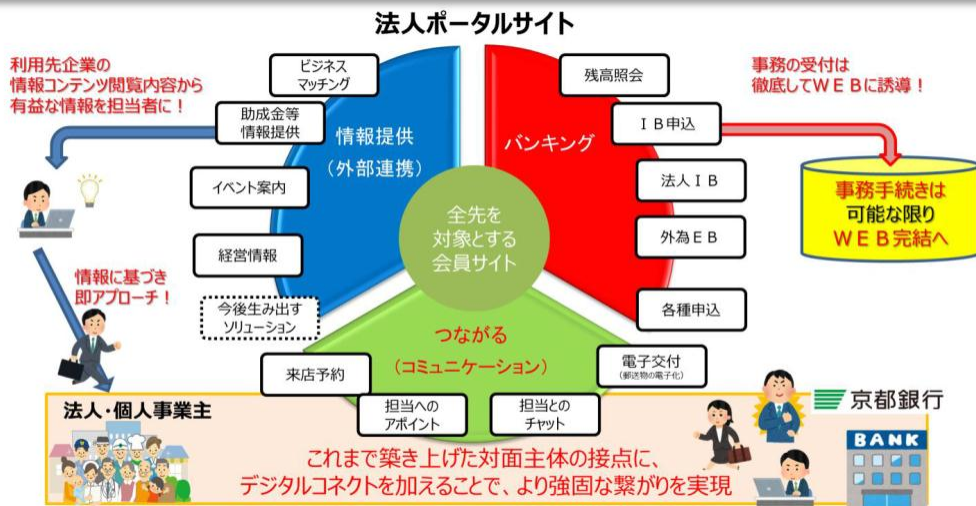 法人ポータルサイト
利用先企業の
情報コンテンツ閲覧内容から
有益な情報を担当者に！
事務の受付は
徹底してＷＥＢに誘導！
ビジネス
マッチング
助成金等
情報提供
イベント案内
経営情報
今後生み出す
ソリューション
情報提供
（外部連携）
バンキング
残高照会
ＩＢ申込
法人ＩＢ
外為ＥＢ
各種申込
事務手続きは
可能な限り
ＷＥＢ完結へ
全先を
対象とする
会員サイト
情報に基づき
即アプローチ！
つながる
（コミュニケーション）
来店予約
担当への
アポイント
担当との
チャット
電子交付
（郵送物の電子化）
法人・個人事業主
京都銀行
BANK
これまで築き上げた対面主体の接点に、
デジタルコネクトを加えることで、より強固な繋がりを実現